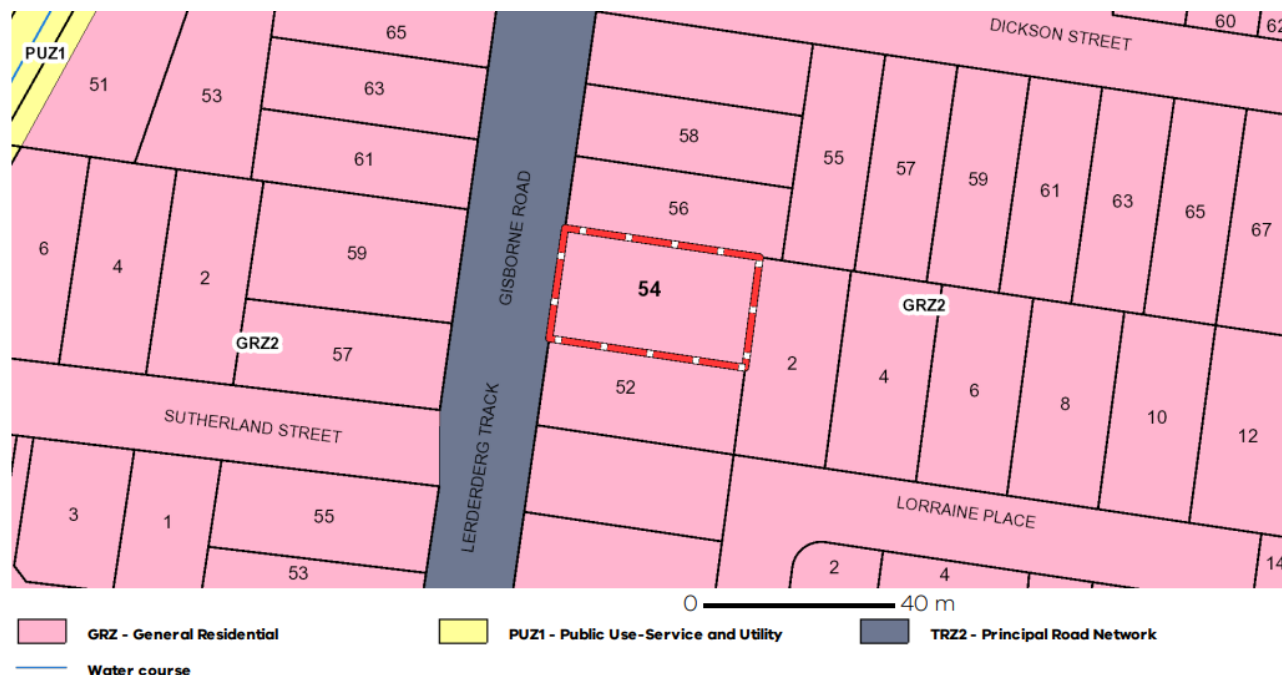 DICKSON STREET
60
PUZ1
65
51
53
63
58
61
55
57
59
61
63
65
67
56
GISBORNE ROAD
6
4
2
59
54
GRZ2
GRZ2
57
52
2
4
6
8
10
12
SUTHERLAND STREET
LERDERDERG TRACK
LORRAINE PLACE
3
1
55
53
2
4
14
0 40 m
GRZ - General Residential
PUZ1 - Public Use-Service and Utility
TRZ2 - Principal Road Network
Water course